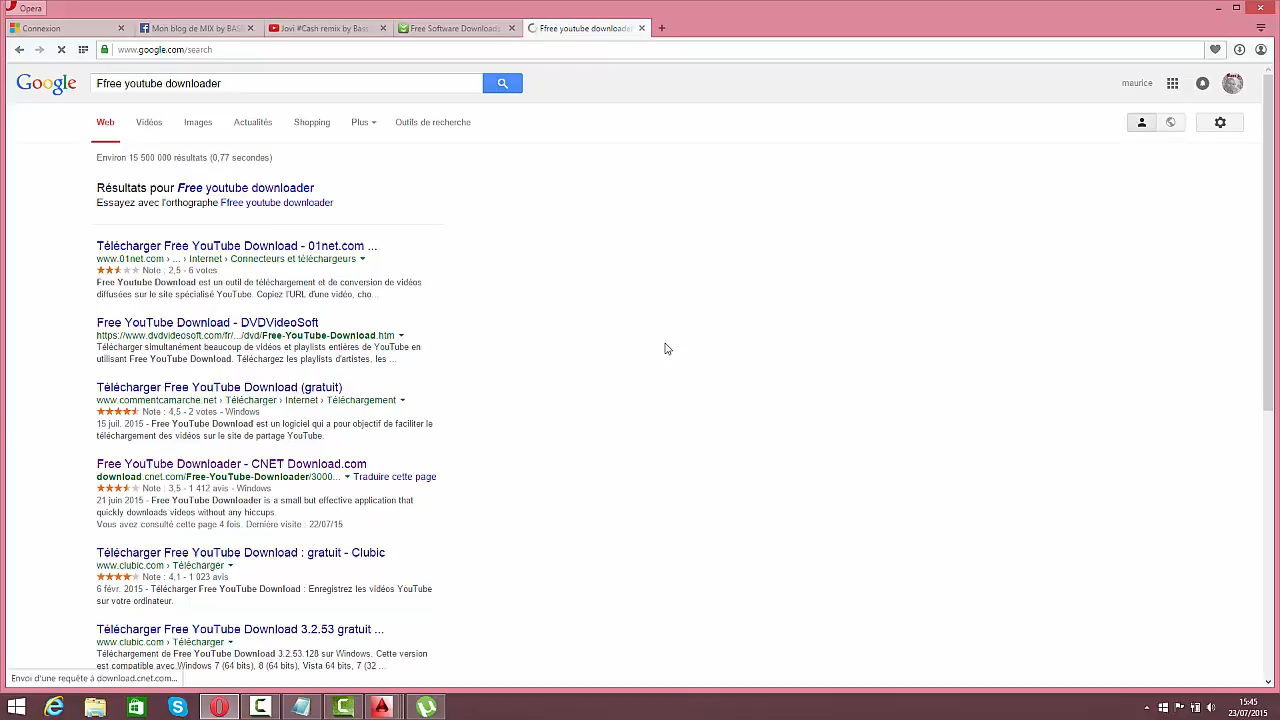 Opera
Connexion
Mon blog de MIX by BASI
Jovi #Cash remix by Bass
Free Software Downloads
Ffree youtube downloader
www.google.com/search
Google
Ffree youtube downloader
maurice
Web Vidéos Images Actualités Shopping Plus Outils de recherche
Environ 15 500 000 résultats (0,77 secondes)
Résultats pour Free youtube downloader
Essayez avec l'orthographe Ffree youtube downloader
Télécharger Free YouTube Download - 01net.com ...
www.01net.com › ... › Internet › Connecteurs et téléchargeurs
Note : 2,5 - 6 votes
Free Youtube Download est un outil de téléchargement et de conversion de vidéos
diffusées sur le site spécialisé YouTube. Copiez l'URL d'une vidéo, cho...
Free YouTube Download - DVDVideoSoft
https://www.dvdvideosoft.com/fr/.../dvd/Free-YouTube-Download.htm
Télécharger simultanément beaucoup de vidéos et playlists entières de YouTube en
utilisant Free YouTube Download. Téléchargez les playlists d'artistes, les ...
Télécharger Free YouTube Download (gratuit)
www.commentcamarche.net › Télécharger › Internet › Téléchargement
Note : 4,5 - 2 votes - Windows
15 juil. 2015 - Free YouTube Download est un logiciel qui a pour objectif de faciliter le
téléchargement des vidéos sur le site de partage YouTube.
Free YouTube Downloader - CNET Download.com
download.cnet.com/Free-YouTube-Downloader/3000... Traduire cette page
Note : 3,5 - 1 412 avis - Windows
21 juin 2015 - Free YouTube Downloader is a small but effective application that
quickly downloads videos without any hiccups.
Vous avez consulté cette page 4 fois. Dernière visite : 22/07/15
Télécharger Free YouTube Download : gratuit - Clubic
www.clubic.com › Télécharger
Note : 4,1 - 1 023 avis
6 févr. 2015 - Télécharger Free YouTube Download : Enregistrez les vidéos YouTube
sur votre ordinateur.
Télécharger Free YouTube Download 3.2.53 gratuit ...
www.clubic.com › Télécharger
Téléchargement de Free YouTube Download 3.2.53.128 sur Windows. Cette version
est compatible avec Windows 7 (64 bits), 8 (64 bits), Vista 64 bits, 7 (32 ...
Envoi d'une requête à download.cnet.com...
15:45
23/07/2015